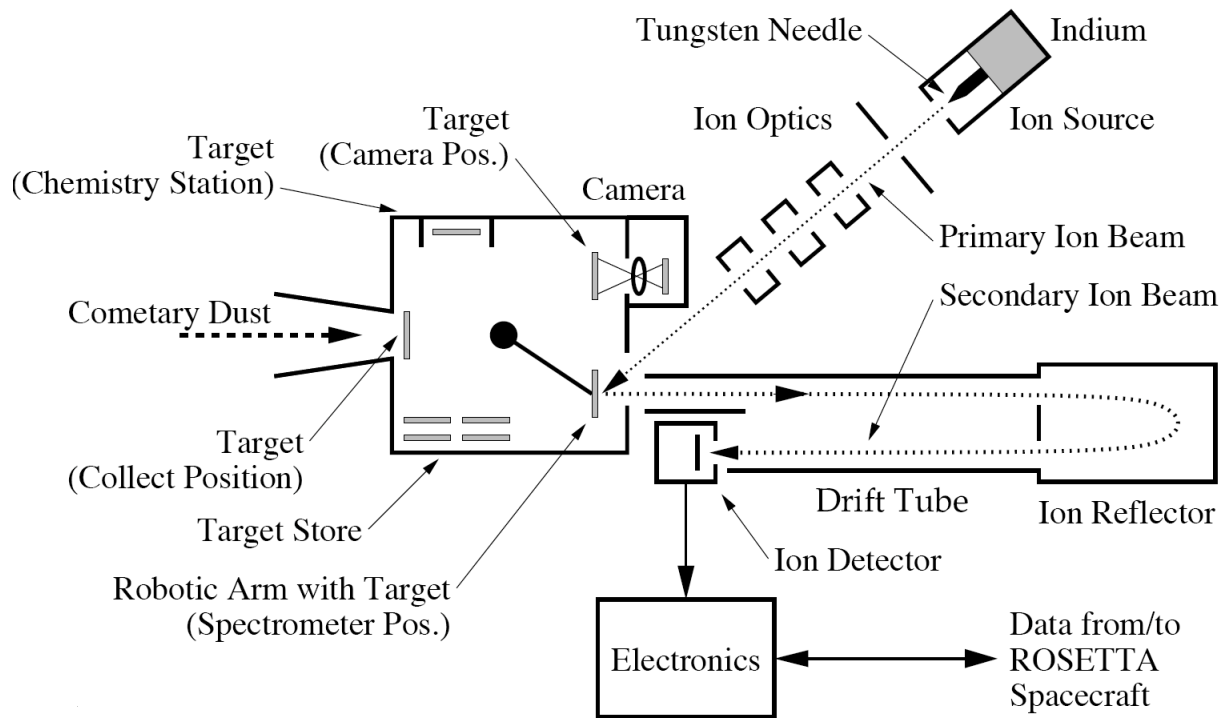 Tungsten Needle
Indium
Ion Optics
Ion Source
Target
(Camera Pos.)
Target
(Chemistry Station)
Camera
Primary Ion Beam
Secondary Ion Beam
Cometary Dust
Target
(Collect Position)
Drift Tube
Ion Reflector
Target Store
Ion Detector
Robotic Arm with Target
(Spectrometer Pos.)
Electronics
Data from/to
ROSETTA
Spacecraft